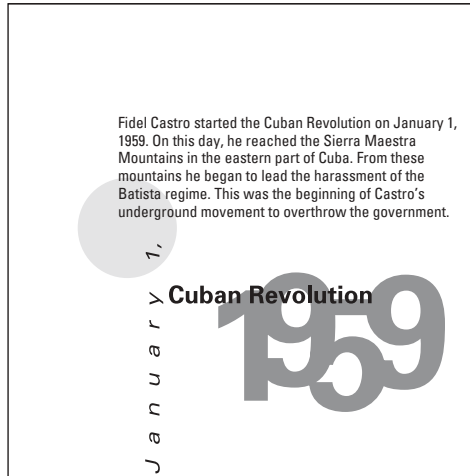 Fidel Castro started the Cuban Revolution on January 1,
1959. On this day, he reached the Sierra Maestra
Mountains in the eastern part of Cuba. From these
mountains he began to lead the harassment of the
Batista regime. This was the beginning of Castro’s
underground movement to overthrow the government.
January 1,
Cuban Revolution
1959